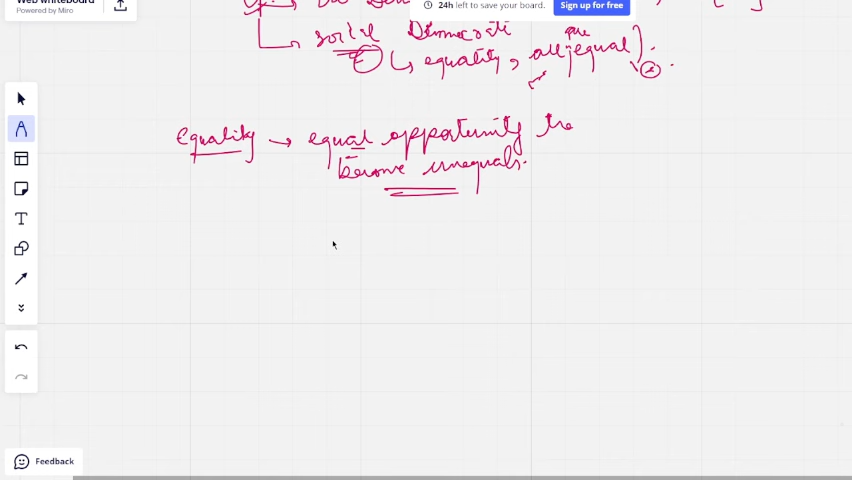 Web whiteboard
Powered by Miro
24h left to save your board.
Sign up for free
Social Democrati
equality, all are equal).
Equality → equal opportunity to
become unequals.
Feedback